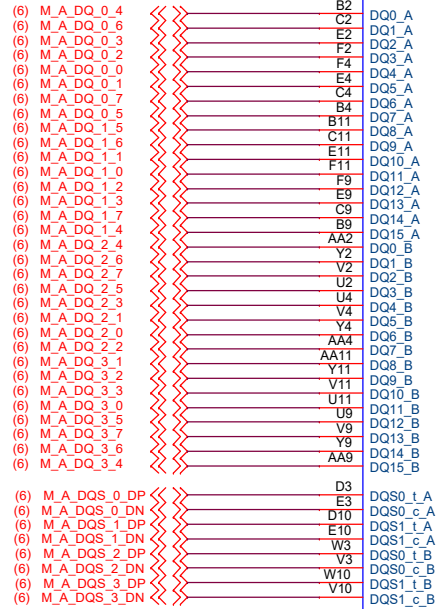 (6) M_A_DQ_0_4 B2 DQ0_A
(6) M_A_DQ_0_6 C2 DQ1_A
(6) M_A_DQ_0_3 E2 DQ2_A
(6) M_A_DQ_0_2 F2 DQ3_A
(6) M_A_DQ_0_0 F4 DQ4_A
(6) M_A_DQ_0_1 E4 DQ5_A
(6) M_A_DQ_0_7 C4 DQ6_A
(6) M_A_DQ_0_5 B4 DQ7_A
(6) M_A_DQ_1_5 B11 DQ8_A
(6) M_A_DQ_1_6 C11 DQ9_A
(6) M_A_DQ_1_1 E11 DQ10_A
(6) M_A_DQ_1_0 F11 DQ11_A
(6) M_A_DQ_1_2 F9 DQ12_A
(6) M_A_DQ_1_3 E9 DQ13_A
(6) M_A_DQ_1_7 C9 DQ14_A
(6) M_A_DQ_1_4 B9 DQ15_A
(6) M_A_DQ_2_4 AA2 DQ0_B
(6) M_A_DQ_2_6 Y2 DQ1_B
(6) M_A_DQ_2_7 V2 DQ2_B
(6) M_A_DQ_2_5 U2 DQ3_B
(6) M_A_DQ_2_3 U4 DQ4_B
(6) M_A_DQ_2_1 V4 DQ5_B
(6) M_A_DQ_2_0 Y4 DQ6_B
(6) M_A_DQ_2_2 AA4 DQ7_B
(6) M_A_DQ_3_1 AA11 DQ8_B
(6) M_A_DQ_3_2 Y11 DQ9_B
(6) M_A_DQ_3_3 V11 DQ10_B
(6) M_A_DQ_3_0 U11 DQ11_B
(6) M_A_DQ_3_5 U9 DQ12_B
(6) M_A_DQ_3_7 V9 DQ13_B
(6) M_A_DQ_3_6 Y9 DQ14_B
(6) M_A_DQ_3_4 AA9 DQ15_B
(6) M_A_DQS_0_DP D3 DQS0_t_A
(6) M_A_DQS_0_DN E3 DQS0_c_A
(6) M_A_DQS_1_DP D10 DQS1_t_A
(6) M_A_DQS_1_DN E10 DQS1_c_A
(6) M_A_DQS_2_DP W3 DQS0_t_B
(6) M_A_DQS_2_DN V3 DQS0_c_B
(6) M_A_DQS_3_DP W10 DQS1_t_B
(6) M_A_DQS_3_DN V10 DQS1_c_B